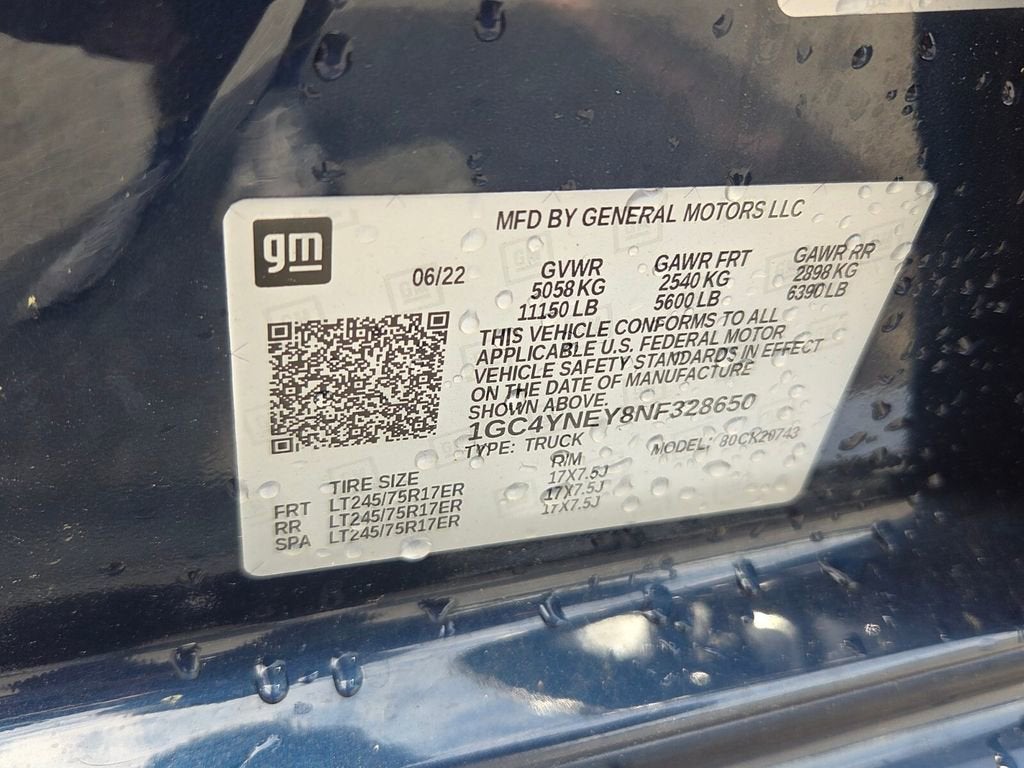 gm
MFD BY GENERAL MOTORS LLC
06/22
GVWR
5058 KG
11150 LB
GAWR FRT
2540 KG
5600 LB
GAWR RR
2898 KG
6390 LB
THIS VEHICLE CONFORMS TO ALL
APPLICABLE U.S. FEDERAL MOTOR
VEHICLE SAFETY STANDARDS IN EFFECT
ON THE DATE OF MANUFACTURE
SHOWN ABOVE.
1GC4YNEY8NF328650
TYPE: TRUCK
MODEL: 80CK20743
TIRE SIZE RIM
FRT LT245/75R17ER 17X7.5J
RR LT245/75R17ER 17X7.5J
SPA LT245/75R17ER 17X7.5J